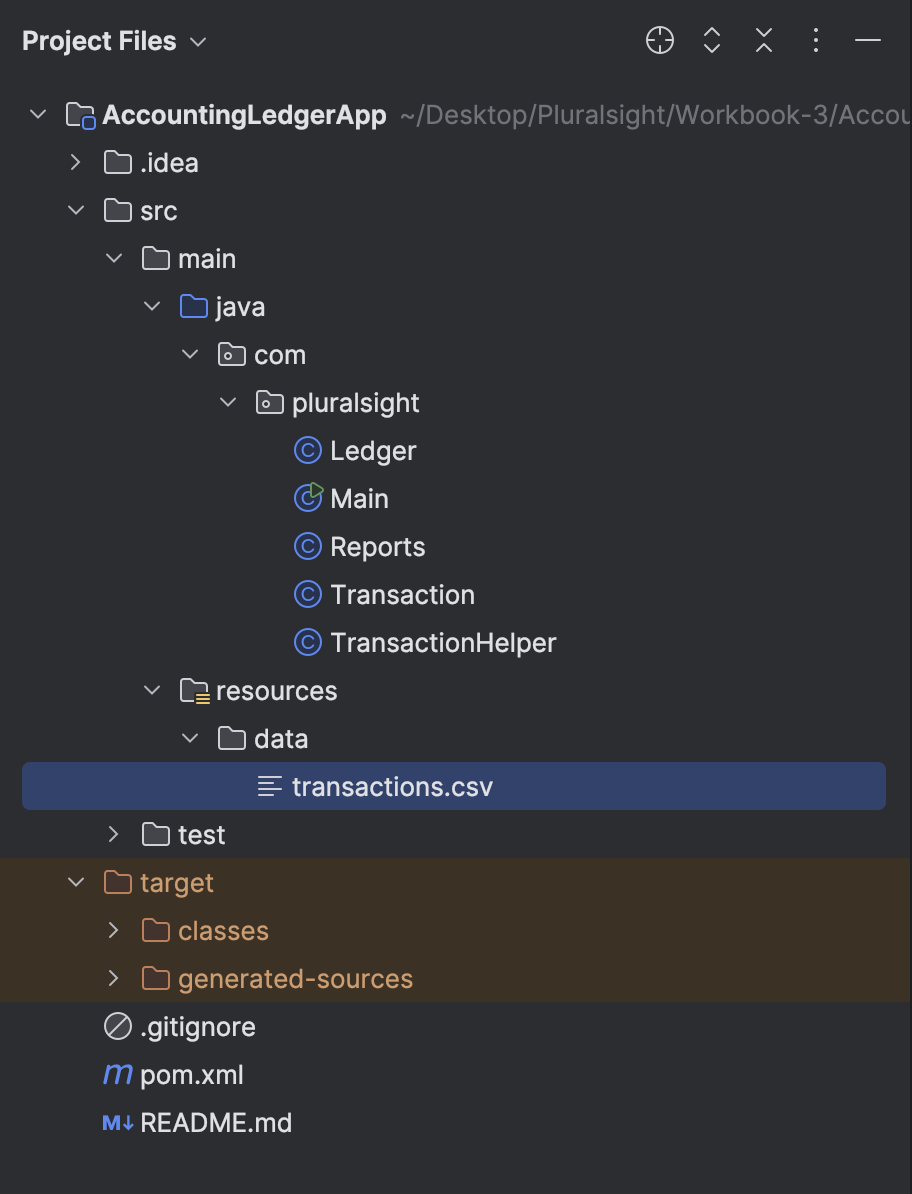 Project Files
AccountingLedgerApp ~/Desktop/Pluralsight/Workbook-3/Accou
.idea
src
main
java
com
pluralsight
C Ledger
C Main
C Reports
C Transaction
C TransactionHelper
resources
data
transactions.csv
test
target
classes
generated-sources
.gitignore
m pom.xml
M↓ README.md